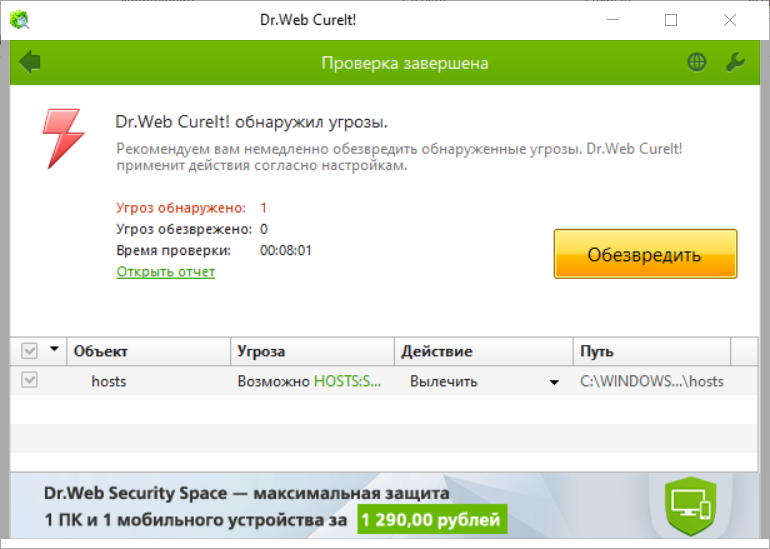 Dr.Web CureIt!
Проверка завершена
Dr.Web CureIt! обнаружил угрозы.
Рекомендуем вам немедленно обезвредить обнаруженные угрозы. Dr.Web CureIt!
применит действия согласно настройкам.
Угроз обнаружено: 1
Угроз обезврежено: 0
Время проверки: 00:08:01
Открыть отчет
Обезвредить
Объект Угроза Действие Путь
hosts Возможно HOSTS:S... Вылечить C:\WINDOWS...\hosts
Dr.Web Security Space — максимальная защита
1 ПК и 1 мобильного устройства за 1 290,00 рублей